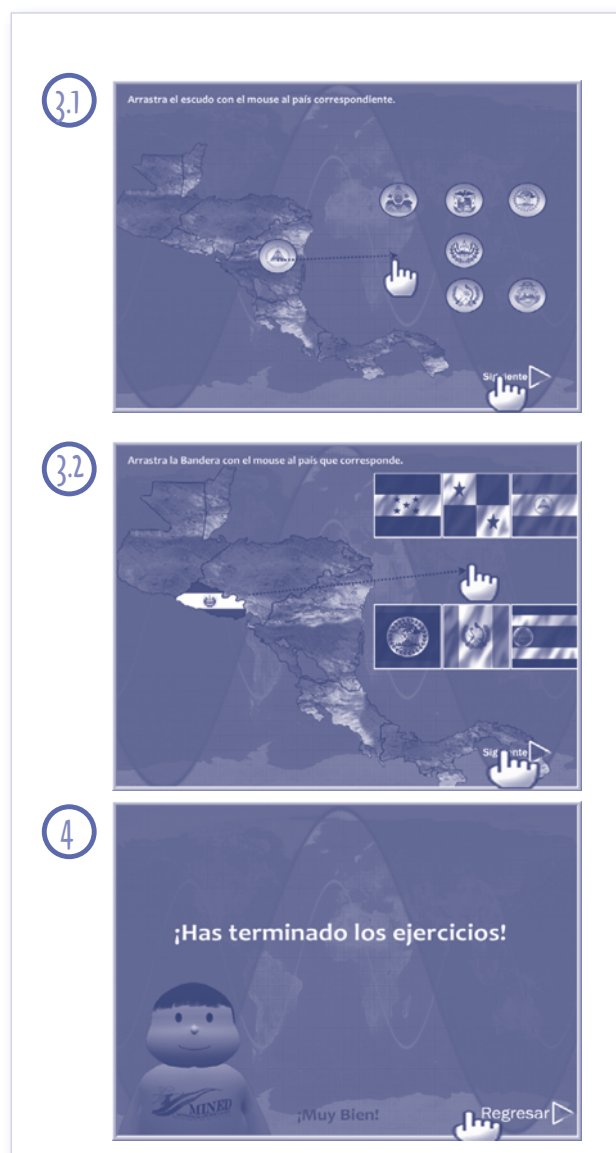 3.1
Arrastra el escudo con el mouse al país correspondiente.
Siguiente
3.2
Arrastra la Bandera con el mouse al país que corresponde.
Siguiente
4
¡Has terminado los ejercicios!
MINED
¡Muy Bien!
Regresar